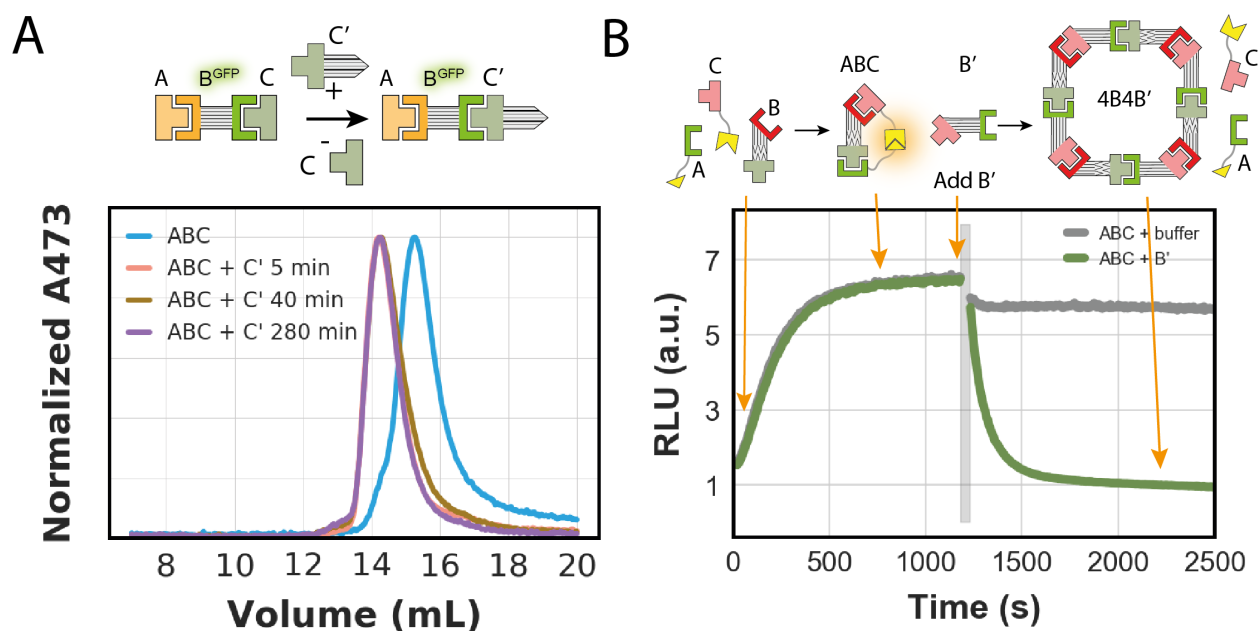 A
C′
A
B^GFP
C
+
A
B^GFP
C′
-
C
Normalized A473
ABC
ABC + C' 5 min
ABC + C' 40 min
ABC + C' 280 min
8
10
12
14
16
18
20
Volume (mL)
B
C
B
A
ABC
B′
Add B′
4B4B′
C
A
RLU (a.u.)
7
5
3
1
ABC + buffer
ABC + B'
0
500
1000
1500
2000
2500
Time (s)